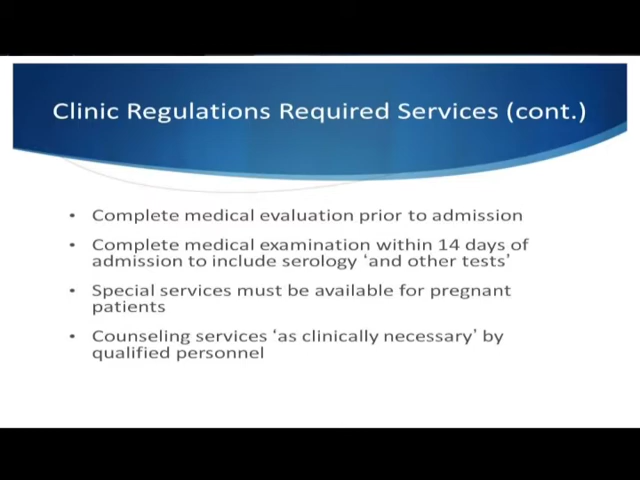 Clinic Regulations Required Services (cont.)
• Complete medical evaluation prior to admission
• Complete medical examination within 14 days of
admission to include serology ‘and other tests’
• Special services must be available for pregnant
patients
• Counseling services ‘as clinically necessary’ by
qualified personnel